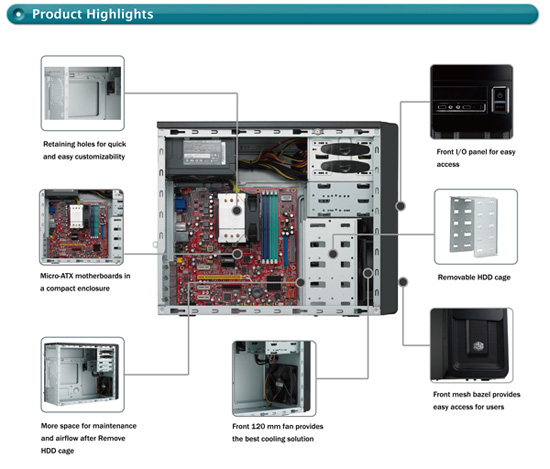 Product Highlights
Retaining holes for quick
and easy customizability
Front I/O panel for easy
access
Micro-ATX motherboards in
a compact enclosure
Removable HDD cage
More space for maintenance
and airflow after Remove
HDD cage
Front 120 mm fan provides
the best cooling solution
Front mesh bazel provides
easy access for users